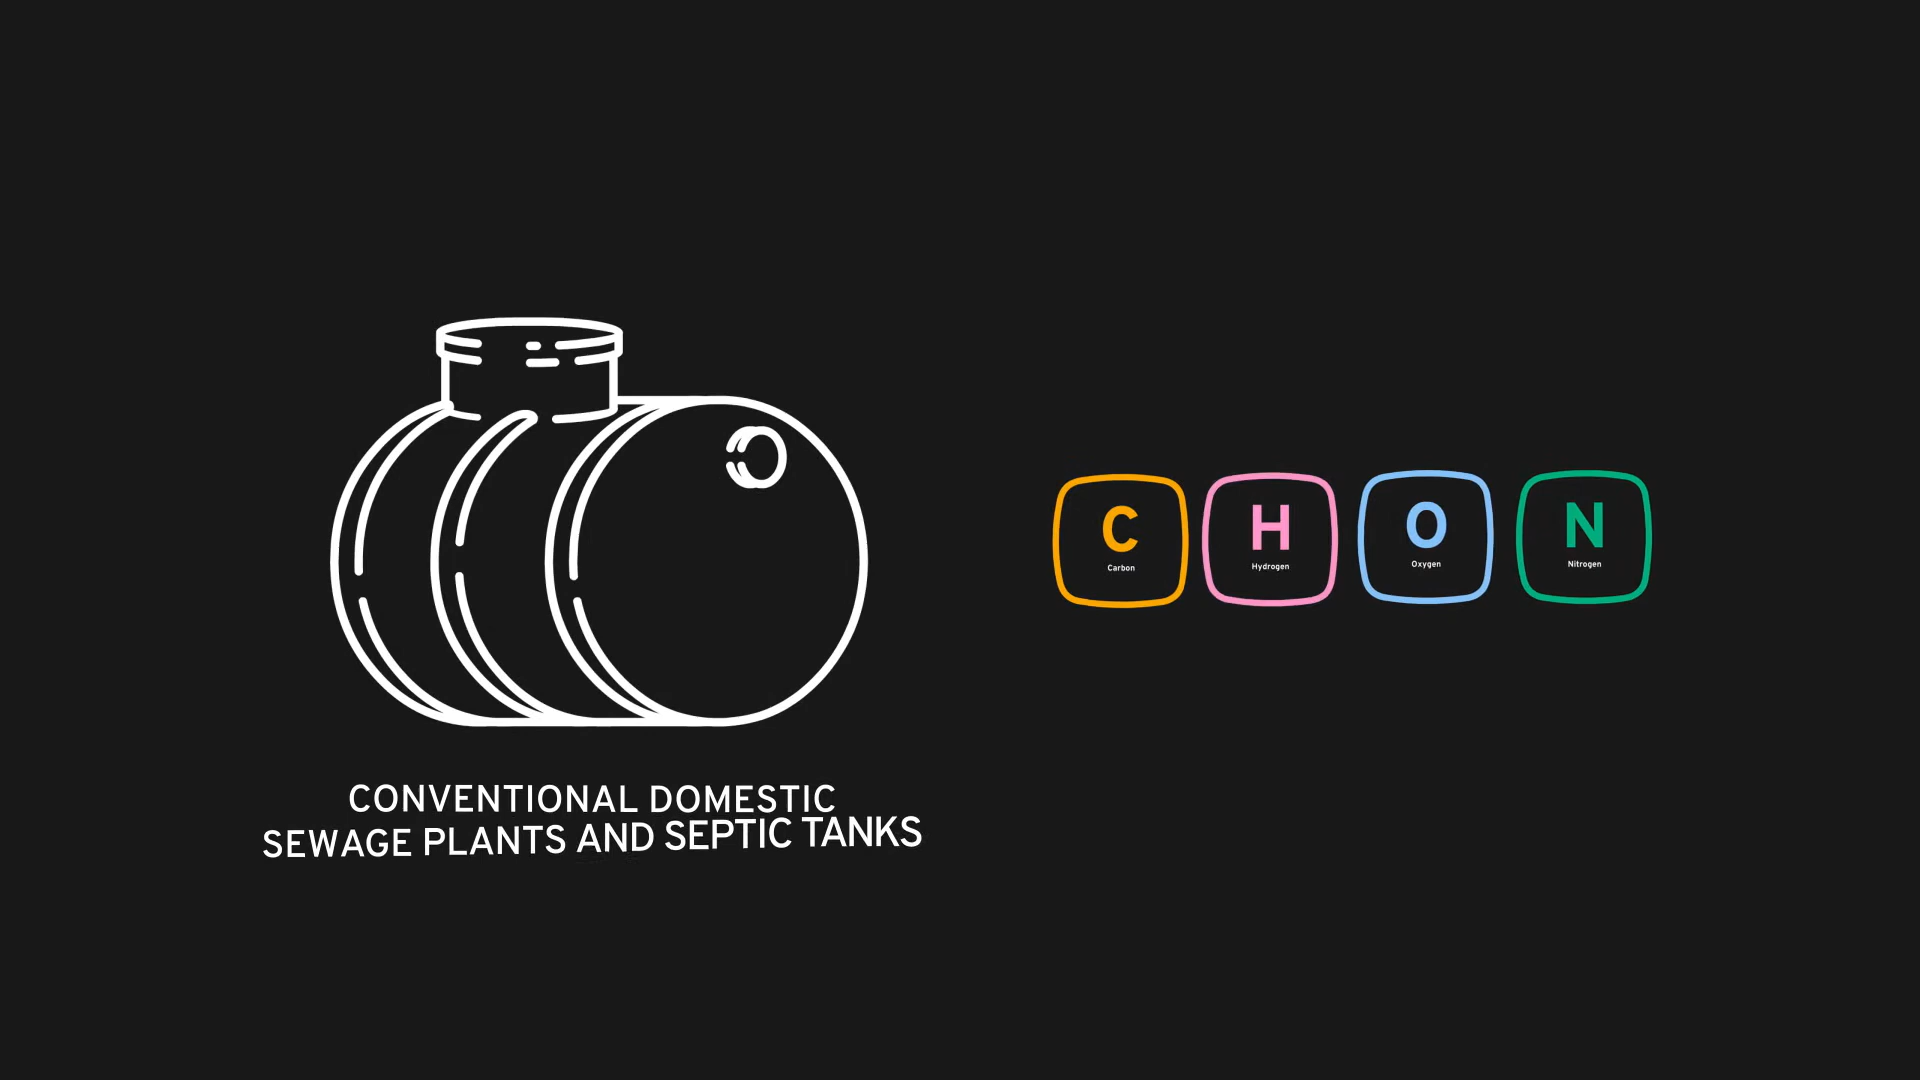 CONVENTIONAL DOMESTIC
SEWAGE PLANTS AND SEPTIC TANKS
C
Carbon
H
Hydrogen
O
Oxygen
N
Nitrogen